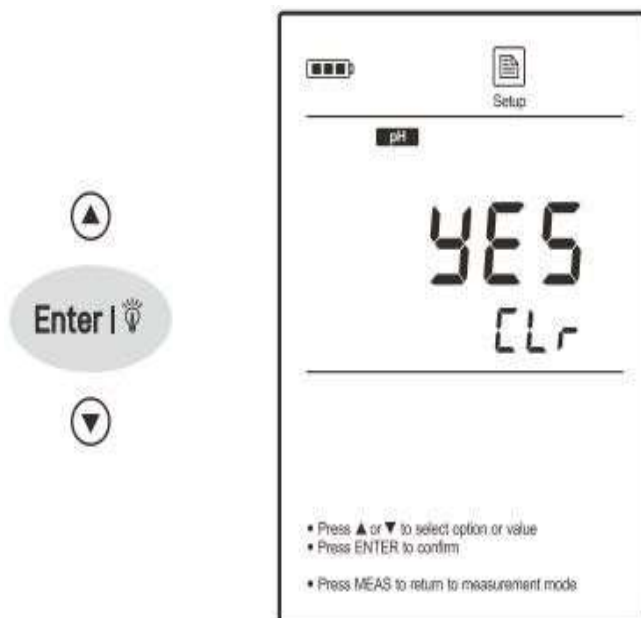 Setup
pH
YES
CLr
Enter |
• Press ▲ or ▼ to select option or value
• Press ENTER to confirm
• Press MEAS to return to measurement mode